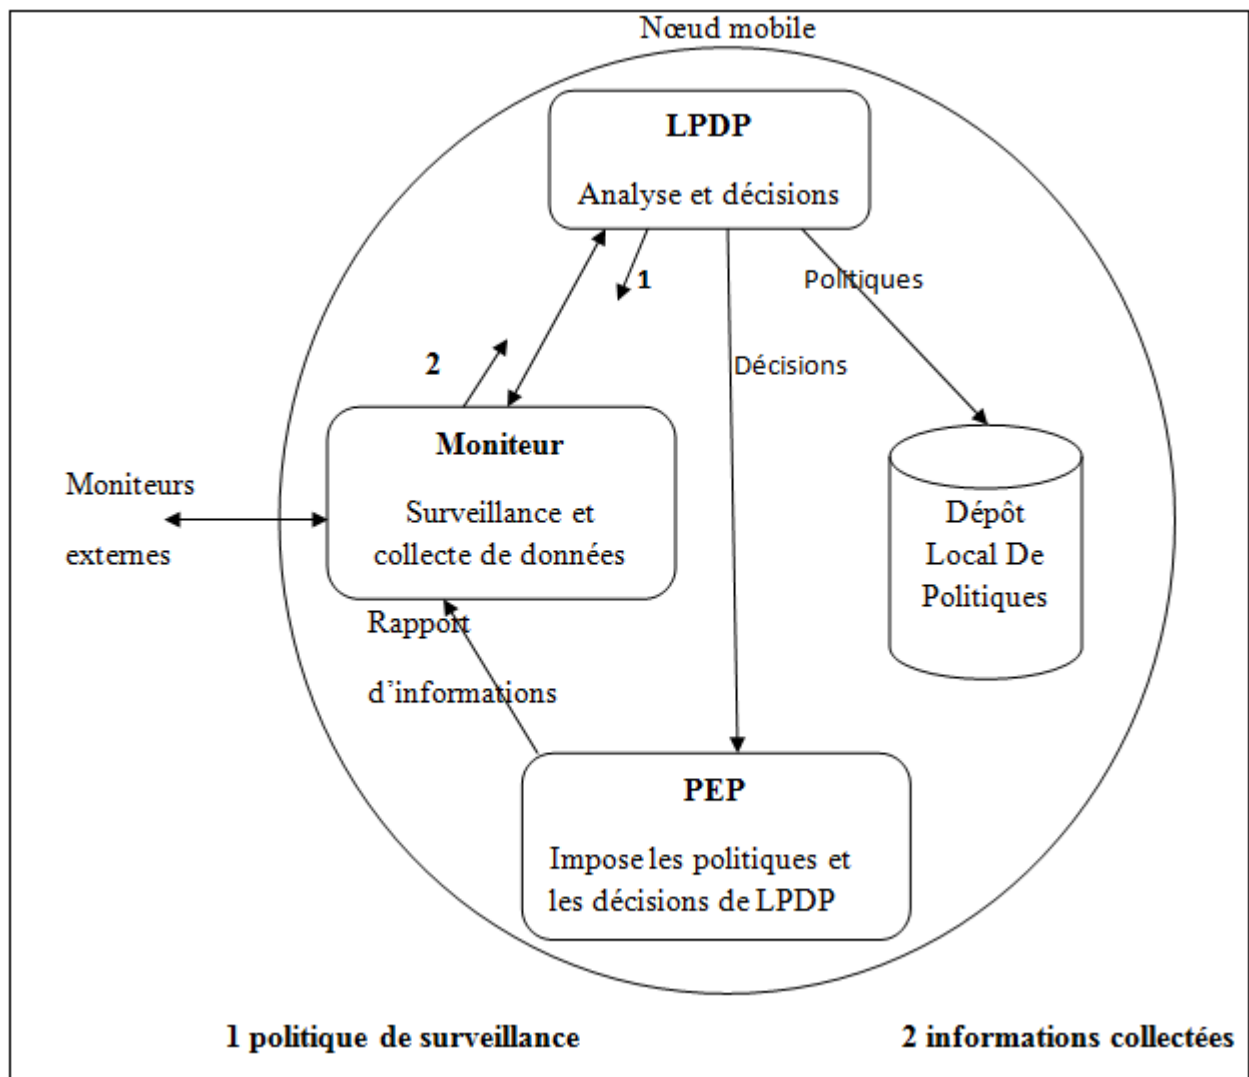 Nœud mobile
LPDP
Analyse et décisions
1
Politiques
2
Décisions
Moniteur
Surveillance et
collecte de données
Moniteurs
externes
Dépôt
Local De
Politiques
Rapport
d’informations
PEP
Impose les politiques et
les décisions de LPDP
1 politique de surveillance
2 informations collectées